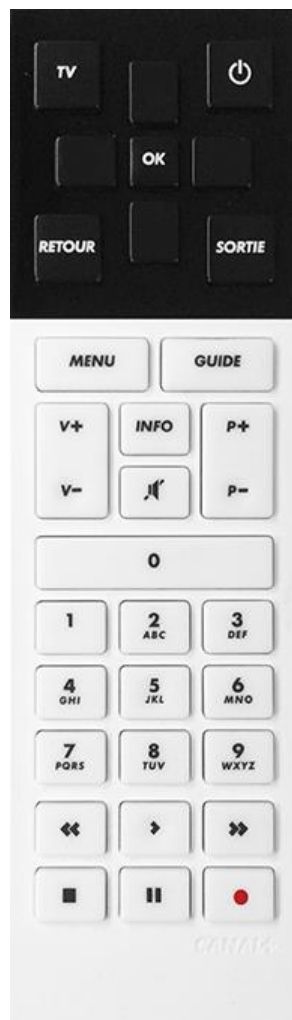 TV
OK
RETOUR SORTIE
MENU GUIDE
V+ INFO P+
V- P-
0
1 2 3
ABC DEF
4 5 6
GHI JKL MNO
7 8 9
PQRS TUV WXYZ
CANAL+